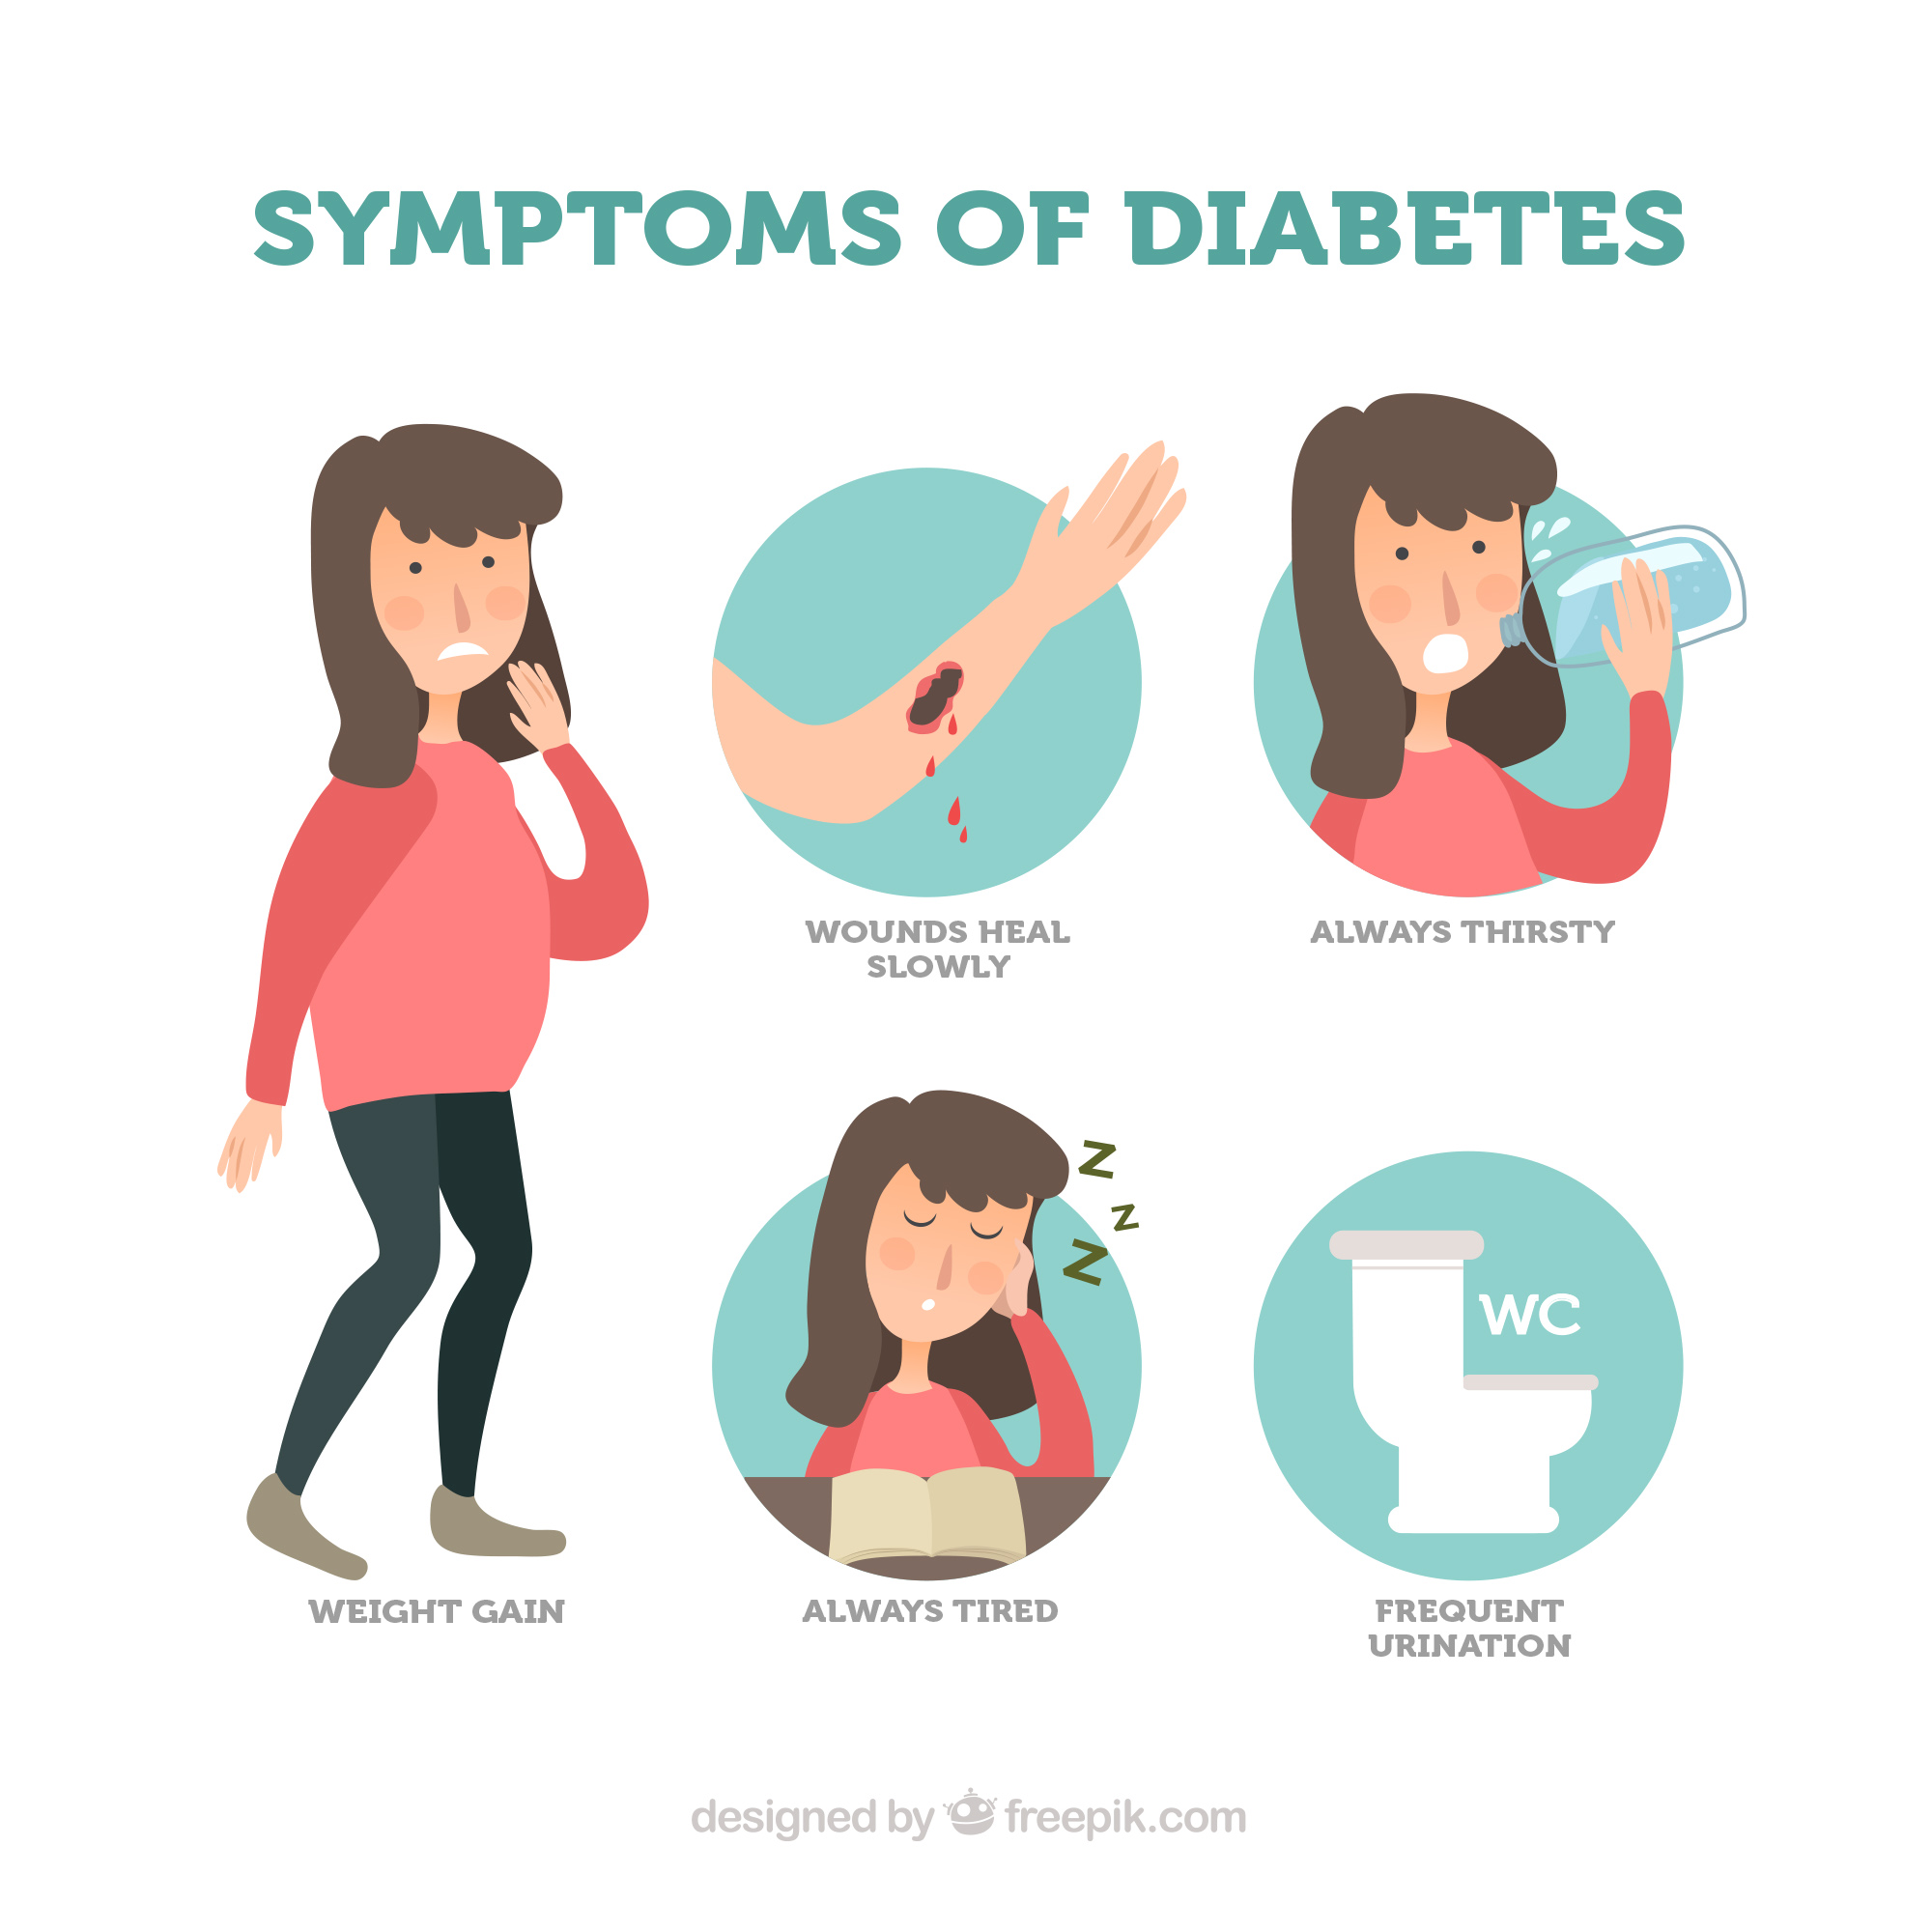 SYMPTOMS OF DIABETES
WOUNDS HEAL
SLOWLY
ALWAYS THIRSTY
Z
Z
Z
WC
WEIGHT GAIN
ALWAYS TIRED
FREQUENT
URINATION
designed by freepik.com